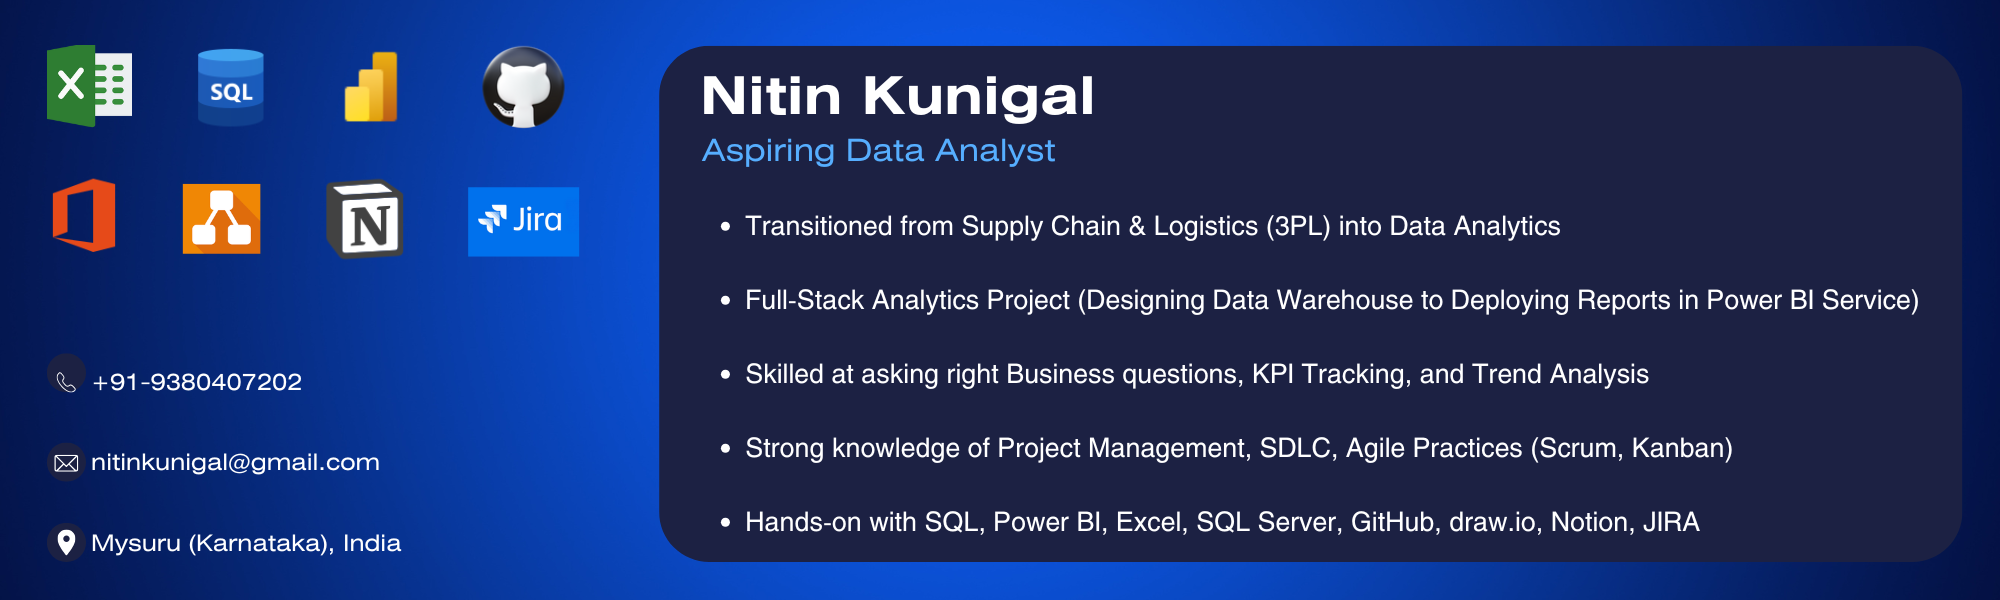 X
SQL
N
Jira
+91-9380407202
nitinkunigal@gmail.com
Mysuru (Karnataka), India
Nitin Kunigal
Aspiring Data Analyst
• Transitioned from Supply Chain & Logistics (3PL) into Data Analytics
• Full-Stack Analytics Project (Designing Data Warehouse to Deploying Reports in Power BI Service)
• Skilled at asking right Business questions, KPI Tracking, and Trend Analysis
• Strong knowledge of Project Management, SDLC, Agile Practices (Scrum, Kanban)
• Hands-on with SQL, Power BI, Excel, SQL Server, GitHub, draw.io, Notion, JIRA